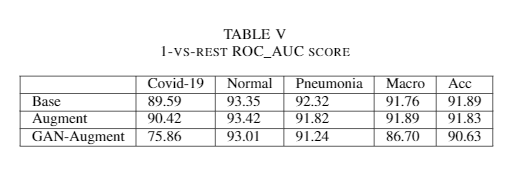 TABLE V
1-VS-REST ROC_AUC SCORE
Covid-19 Normal Pneumonia Macro Acc
Base 89.59 93.35 92.32 91.76 91.89
Augment 90.42 93.42 91.82 91.89 91.83
GAN-Augment 75.86 93.01 91.24 86.70 90.63